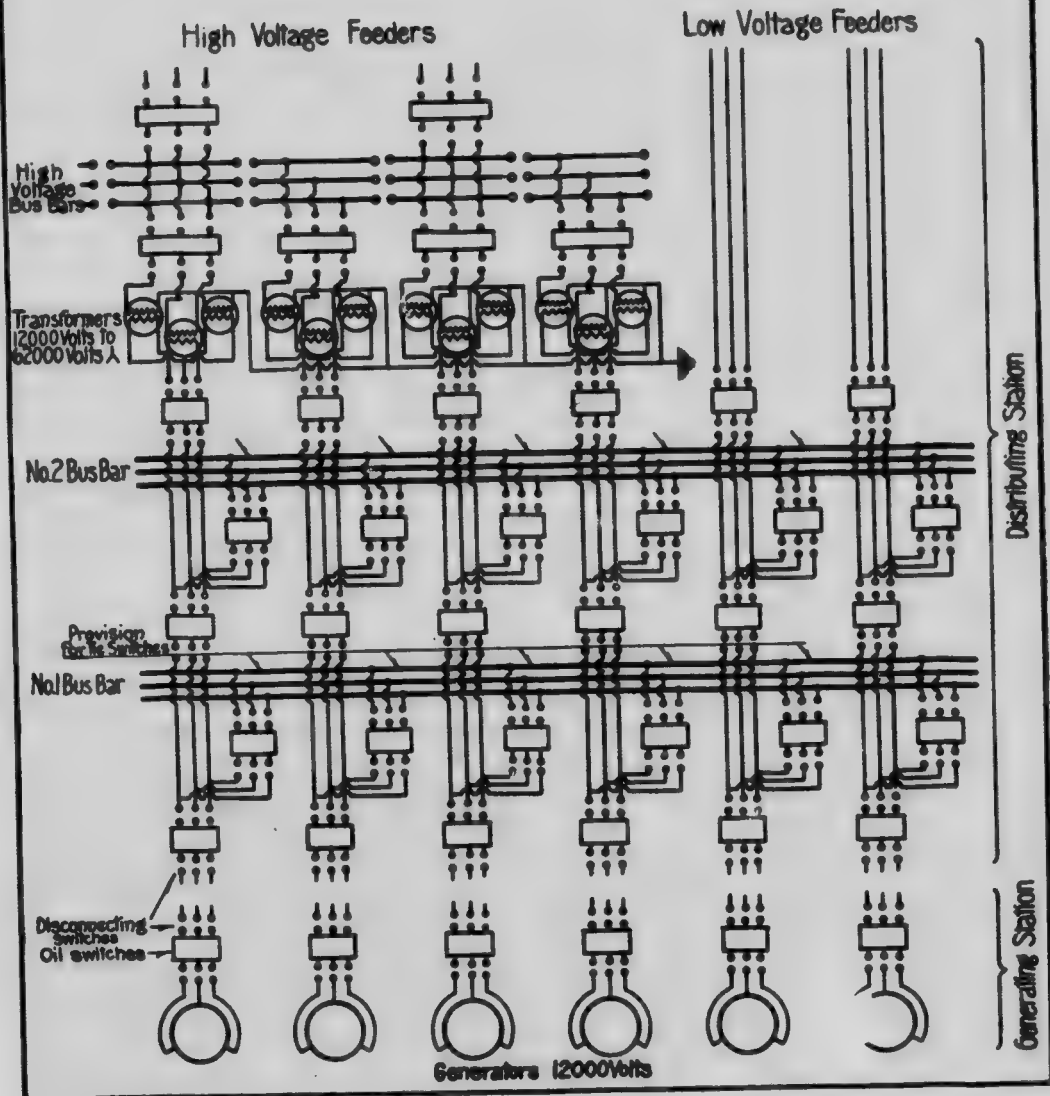 High Voltage Feeders
Low Voltage Feeders
High
Voltage
Bus Bars
Transformers
12000 Volts to
62000 Volts ⅄
No.2 Bus Bar
Provision
For Tie Switches
No.1 Bus Bar
Disconnecting
Switches
Oil switches
Generators 12000 Volts
Distributing Station
Generating Station